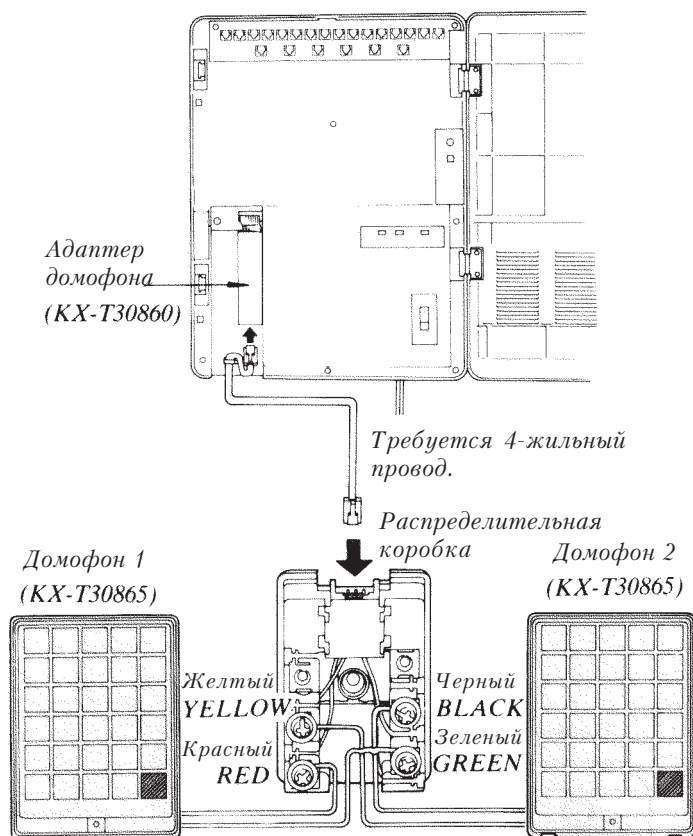 Адаптер
домофона
(KX-T30860)
Требуется 4-жильный
провод.
Распределительная
коробка
Домофон 1
(KX-T30865)
Домофон 2
(KX-T30865)
Желтый
YELLOW
Черный
BLACK
Красный
RED
Зеленый
GREEN